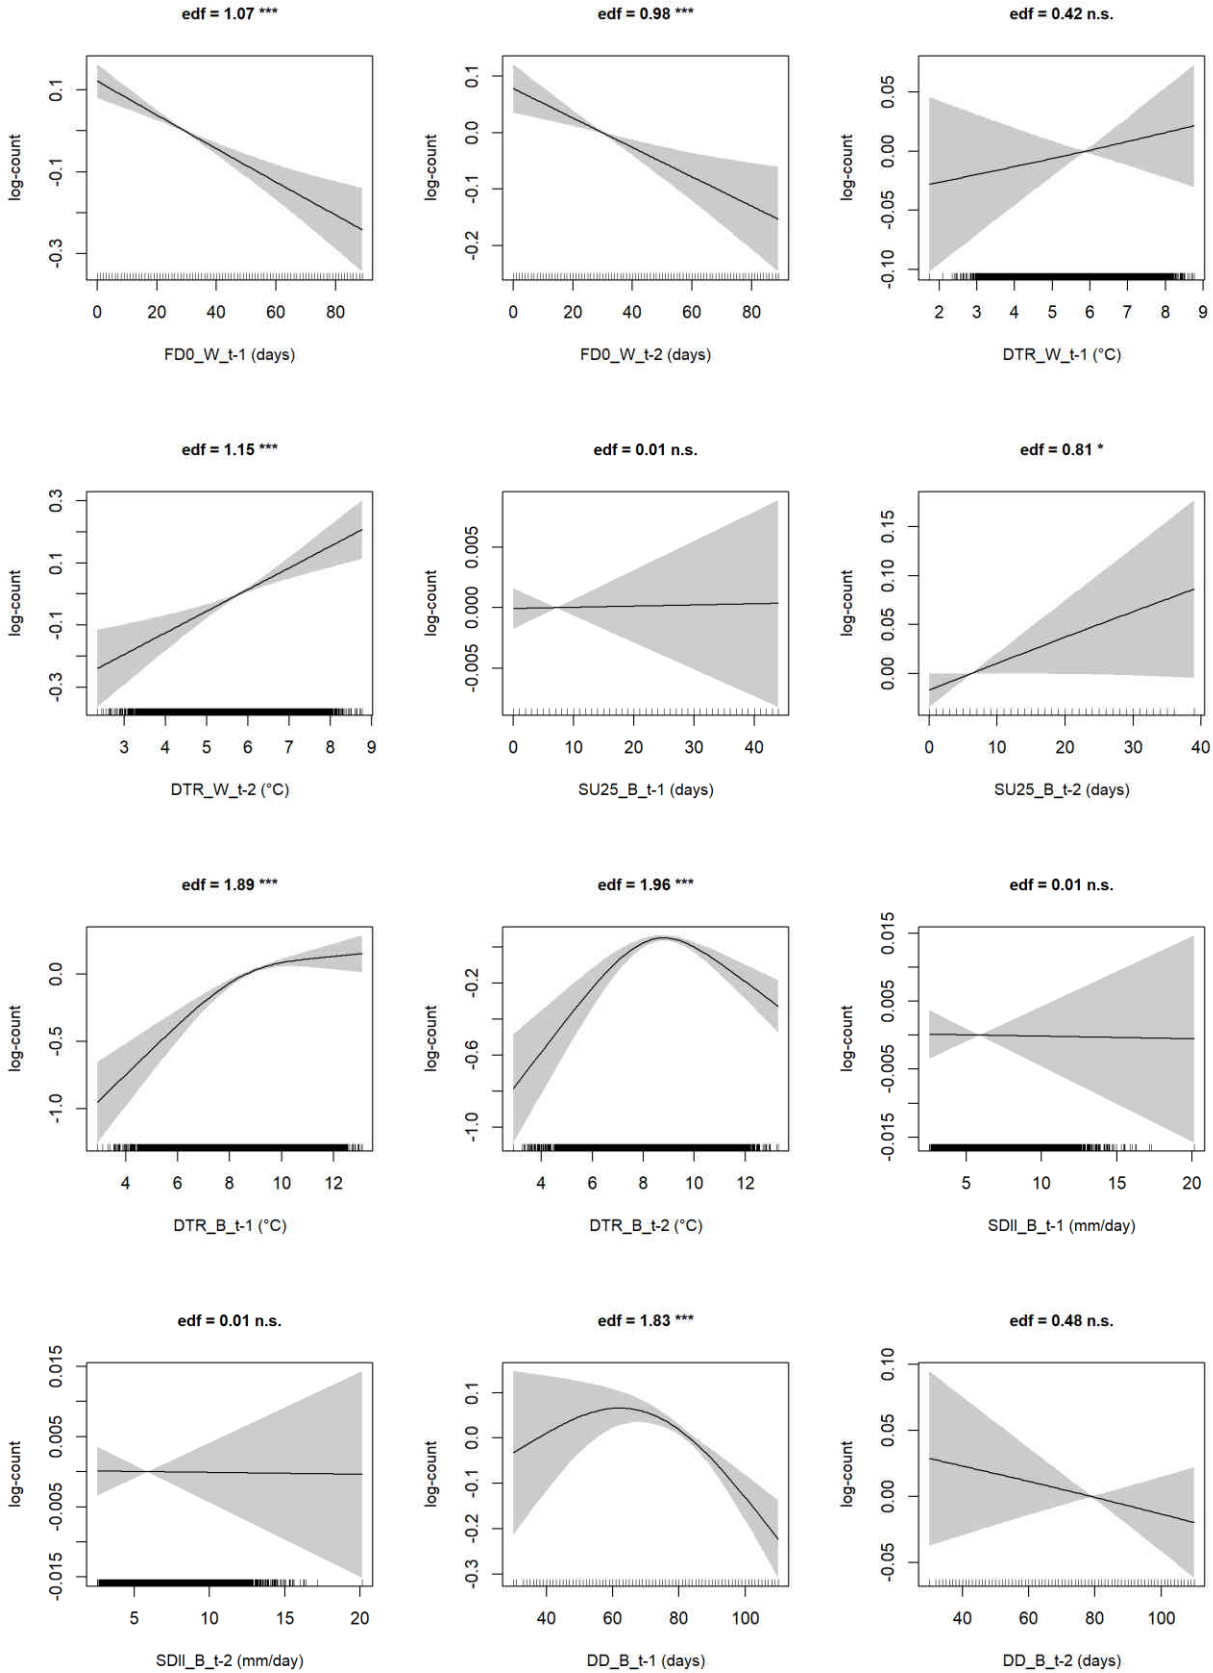 edf = 1.07 *** edf = 0.98 *** edf = 0.42 n.s.
log-count 0.1 -0.1 -0.3 log-count 0.1 0.0 -0.1 -0.2 log-count 0.05 0.00 -0.05 -0.10
0 20 40 60 80 0 20 40 60 80 2 3 4 5 6 7 8 9
FD0_W_t-1 (days) FD0_W_t-2 (days) DTR_W_t-1 (°C)
edf = 1.15 *** edf = 0.01 n.s. edf = 0.81 *
log-count 0.3 0.1 -0.1 -0.3 log-count 0.005 0.000 -0.005 log-count 0.15 0.10 0.05 0.00
3 4 5 6 7 8 9 0 10 20 30 40 0 10 20 30 40
DTR_W_t-2 (°C) SU25_B_t-1 (days) SU25_B_t-2 (days)
edf = 1.89 *** edf = 1.96 *** edf = 0.01 n.s.
log-count 0.0 -0.5 -1.0 log-count -0.2 -0.6 -1.0 log-count 0.015 0.005 -0.005 -0.015
4 6 8 10 12 4 6 8 10 12 5 10 15 20
DTR_B_t-1 (°C) DTR_B_t-2 (°C) SDII_B_t-1 (mm/day)
edf = 0.01 n.s. edf = 1.83 *** edf = 0.48 n.s.
log-count 0.015 0.005 -0.005 -0.015 log-count 0.1 0.0 -0.1 -0.2 -0.3 log-count 0.10 0.05 0.00 -0.05
5 10 15 20 40 60 80 100 40 60 80 100
SDII_B_t-2 (mm/day) DD_B_t-1 (days) DD_B_t-2 (days)